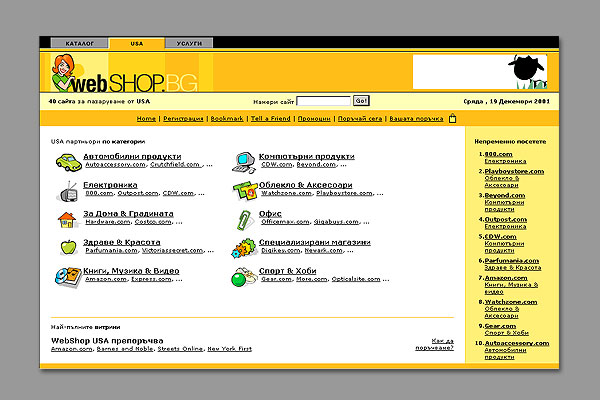 КАТАЛОГ USA УСЛУГИ
webSHOP.BG
40 сайта за пазаруване от USA
Намери сайт Go!
Сряда , 19 Декември 2001
Home | Регистрация | Bookmark | Tell a Friend | Промоции | Поръчай сега | Вашата поръчка
USA партньори по категории
Автомобилни продукти
Autoaccessory.com, Crutchfield.com , ...
Компютърни продукти
CDW.com, Beyond.com, ...
Електроника
800.com, Outpost.com, CDW.com, ...
Облекло & Аксесоари
Watchzone.com, Playboystore.com, ...
За Дома & Градината
Hardware.com, Costco.com, ...
Офис
Officemax.com, Gigabuys.com, ...
Здраве & Красота
Parfumania.com, Victoriassecret.com, ...
Специализирани магазини
Digikey.com, Newark.com, ...
Книги, Музика & Видео
Amazon.com, Express.com, ...
Спорт & Хоби
Gear.com, More.com, Opticalsite.com, ...
Най-пълните витрини
WebShop USA препоръчва
Amazon.com, Barnes and Noble, Streets Online, New York First
Как да
поръчваме?
Непременно посетете
1. 800.com
Електроника
2. Playboystore.com
Облекло &
Аксесоари
3. Beyond.com
Компютърни
продукти
4. Outpost.com
Електроника
5. CDW.com
Компютърни
продукти
6. Parfumania.com
Здраве & Красота
7. Amazon.com
Книги, Музика &
Видео
8. Watchzone.com
Облекло &
Аксесоари
9. Gear.com
Спорт & Хоби
10. Autoaccessory.com
Автомобилни
продукти